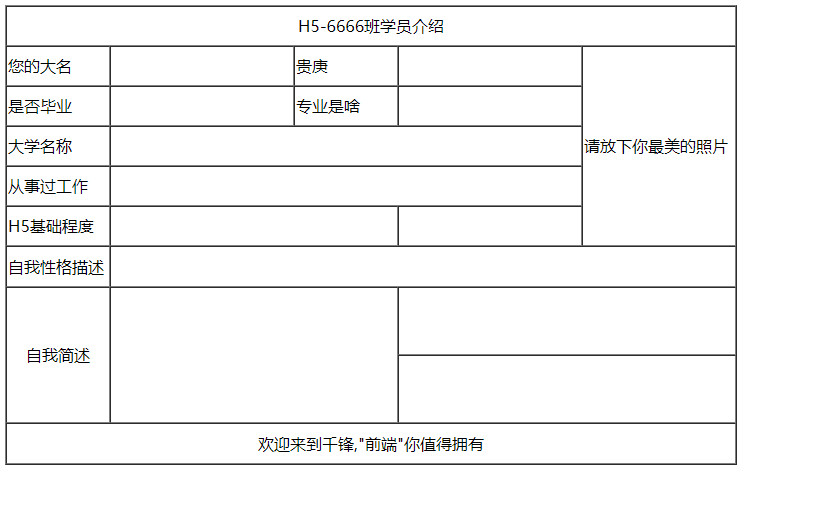 H5-6666班学员介绍
您的大名
贵庚
是否毕业
专业是啥
大学名称
请放下你最美的照片
从事过工作
H5基础程度
自我性格描述
自我简述
欢迎来到千锋,"前端"你值得拥有